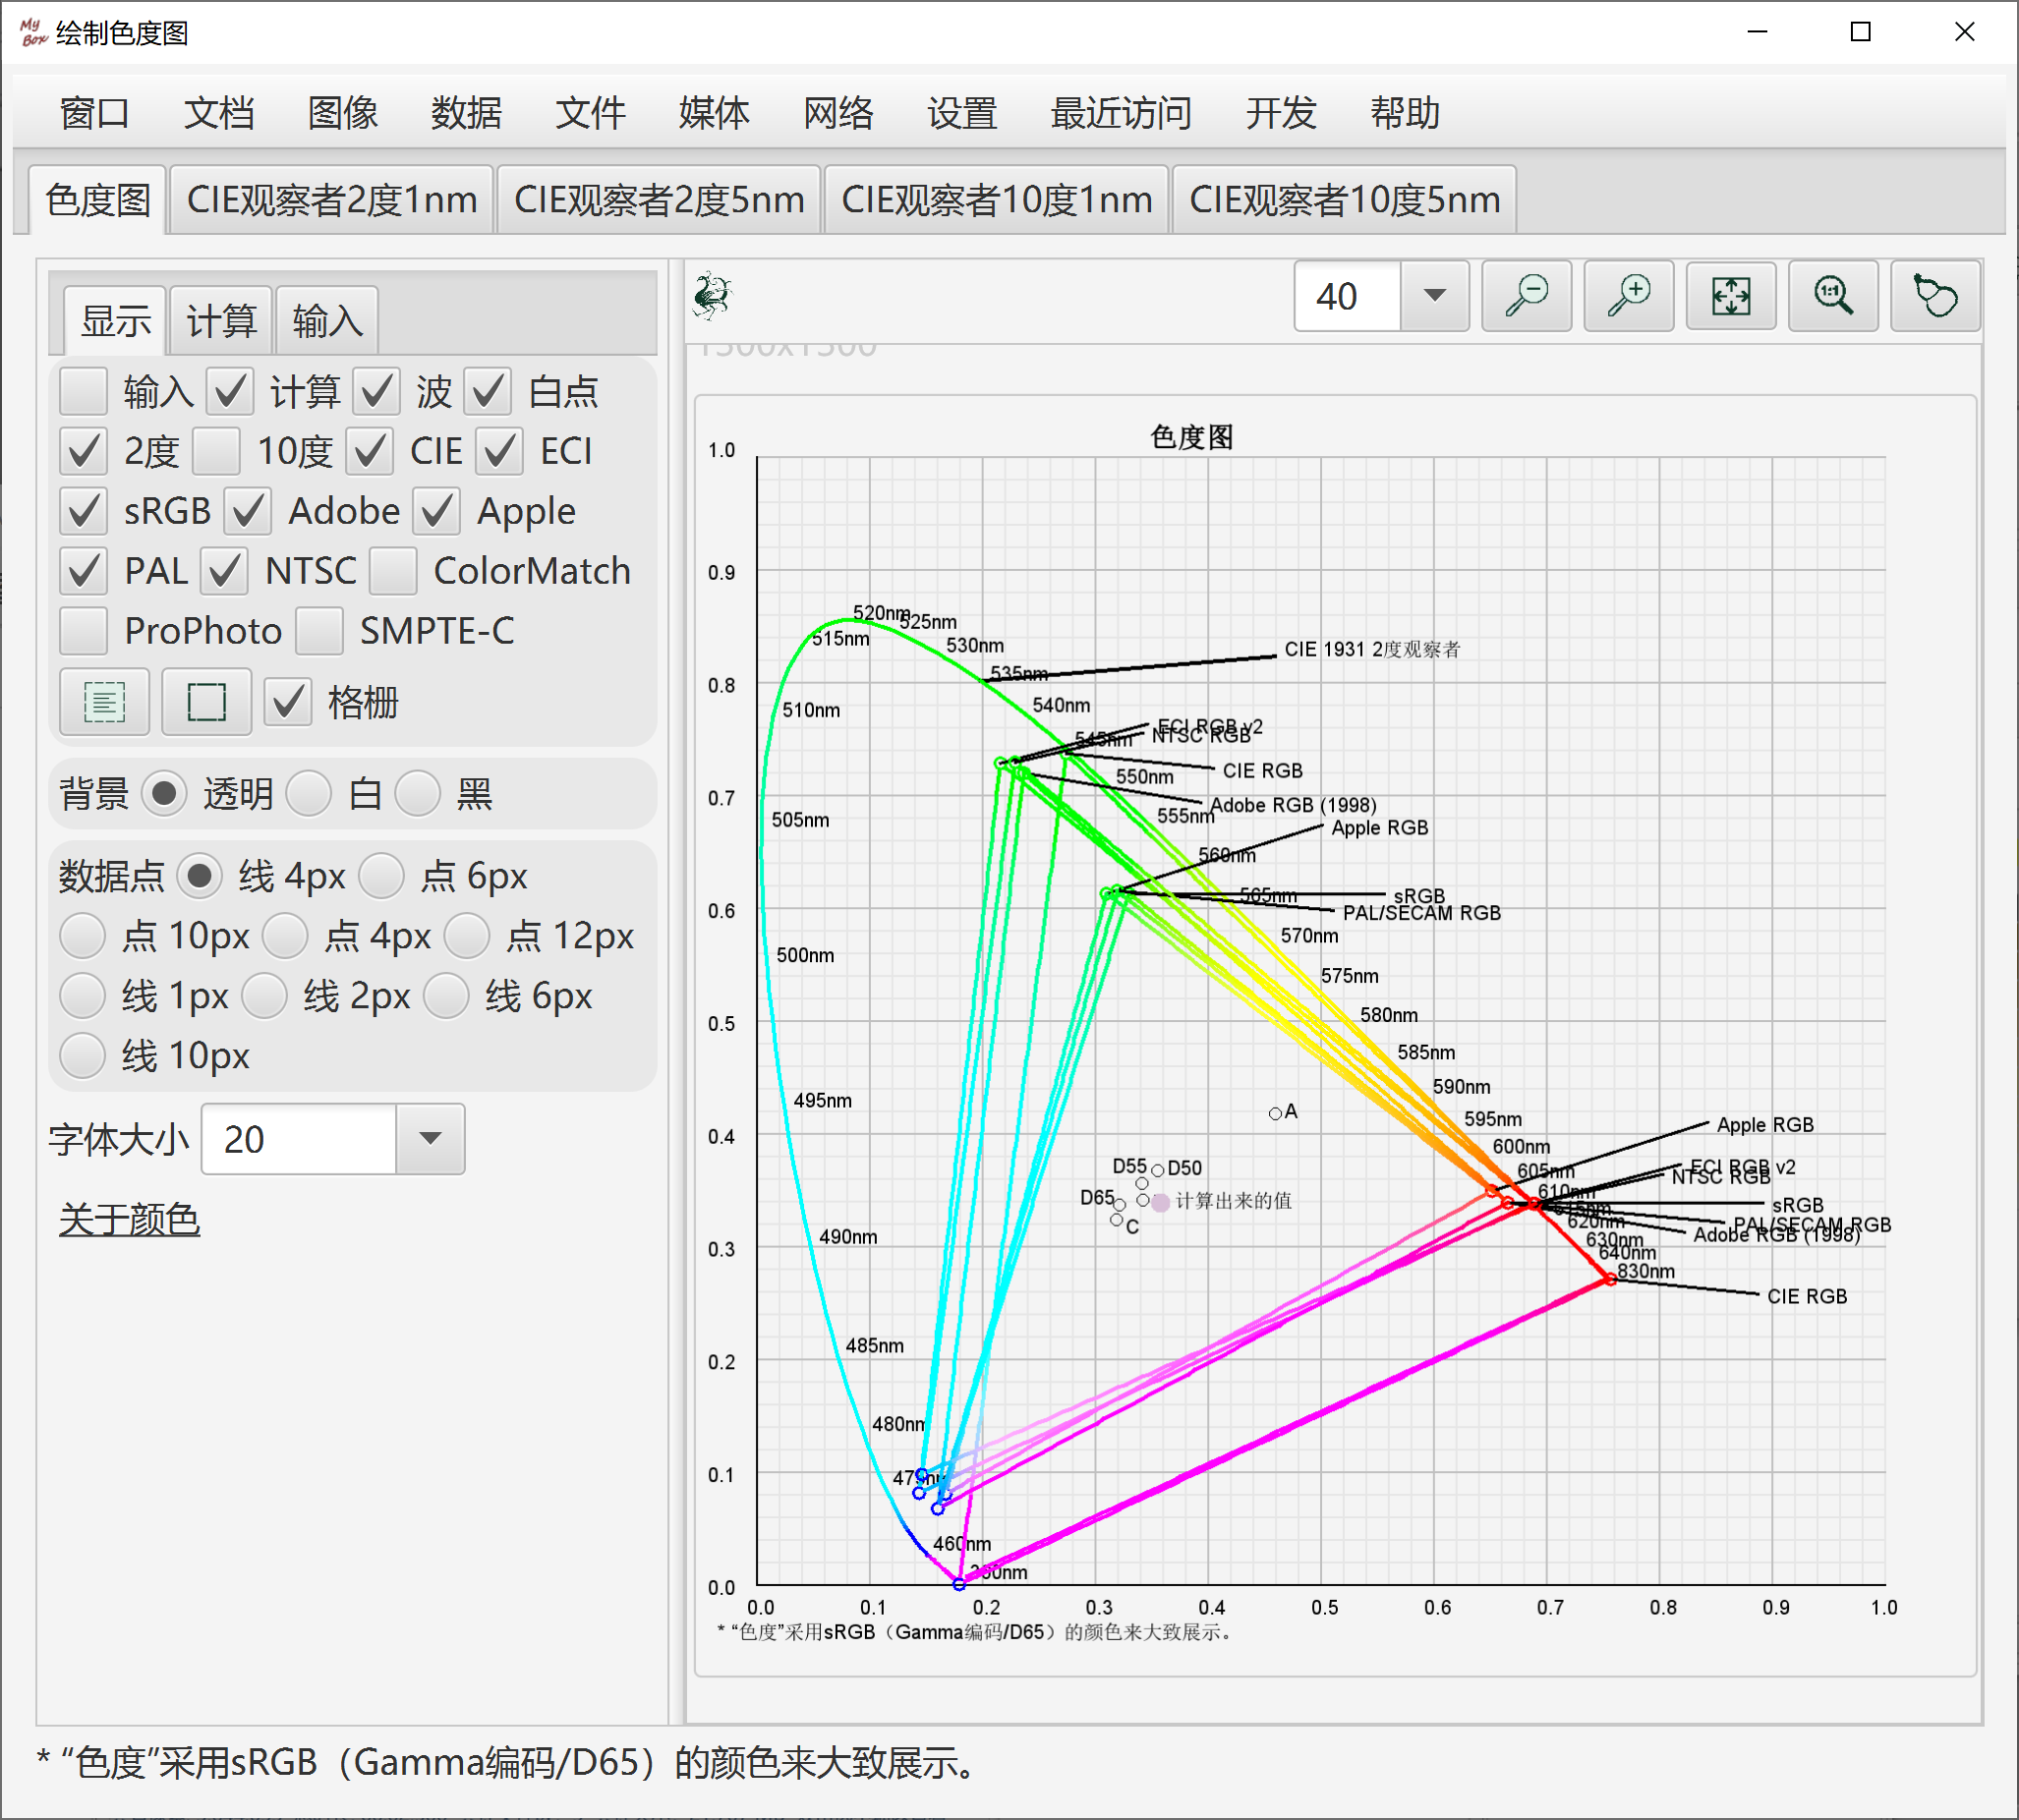 My Box 绘制色度图
窗口 文档 图像 数据 文件 媒体 网络 设置 最近访问 开发 帮助
色度图 CIE观察者2度1nm CIE观察者2度5nm CIE观察者10度1nm CIE观察者10度5nm
显示 计算 输入
输入 计算 波 白点
2度 10度 CIE ECI
sRGB Adobe Apple
PAL NTSC ColorMatch
ProPhoto SMPTE-C
格栅
背景 透明 白 黑
数据点 线 4px 点 6px
点 10px 点 4px 点 12px
线 1px 线 2px 线 6px
线 10px
字体大小 20
关于颜色
40
1:1
1500x1500
色度图
1.0
0.9
0.8
0.7
0.6
0.5
0.4
0.3
0.2
0.1
0.0
520nm
525nm
515nm
530nm
CIE 1931 2度观察者
535nm
540nm
510nm
ECI RGB v2
545nm NTSC RGB
CIE RGB
550nm
Adobe RGB (1998)
555nm
505nm
Apple RGB
560nm
565nm sRGB
PAL/SECAM RGB
570nm
500nm
575nm
580nm
585nm
590nm
495nm
A
595nm
Apple RGB
600nm
D55 D50
605nm ECI RGB v2
NTSC RGB
610nm
D65 计算出来的值
615nm sRGB
620nm PAL/SECAM RGB
C
Adobe RGB (1998)
490nm
630nm
640nm
830nm
CIE RGB
485nm
480nm
475nm
460nm
0.0 0.1 0.2 0.3 0.4 0.5 0.6 0.7 0.8 0.9 1.0
* “色度”采用sRGB（Gamma编码/D65）的颜色来大致展示。
* “色度”采用sRGB（Gamma编码/D65）的颜色来大致展示。